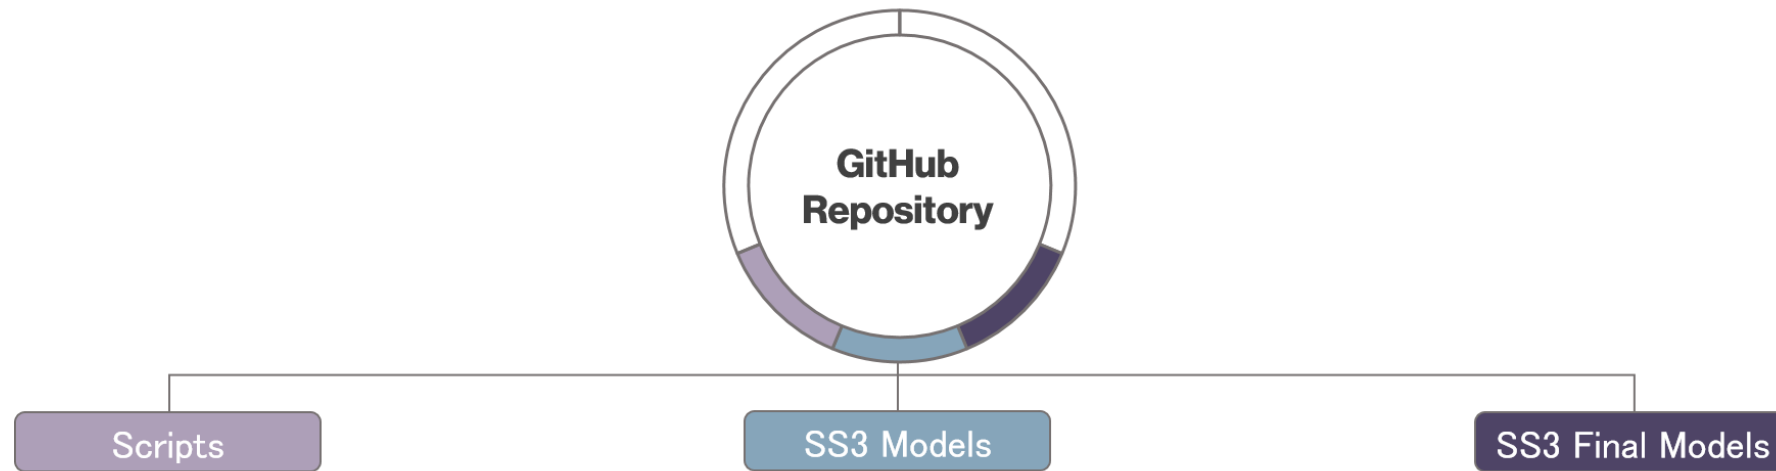 GitHub
Repository
Scripts
SS3 Models
SS3 Final Models